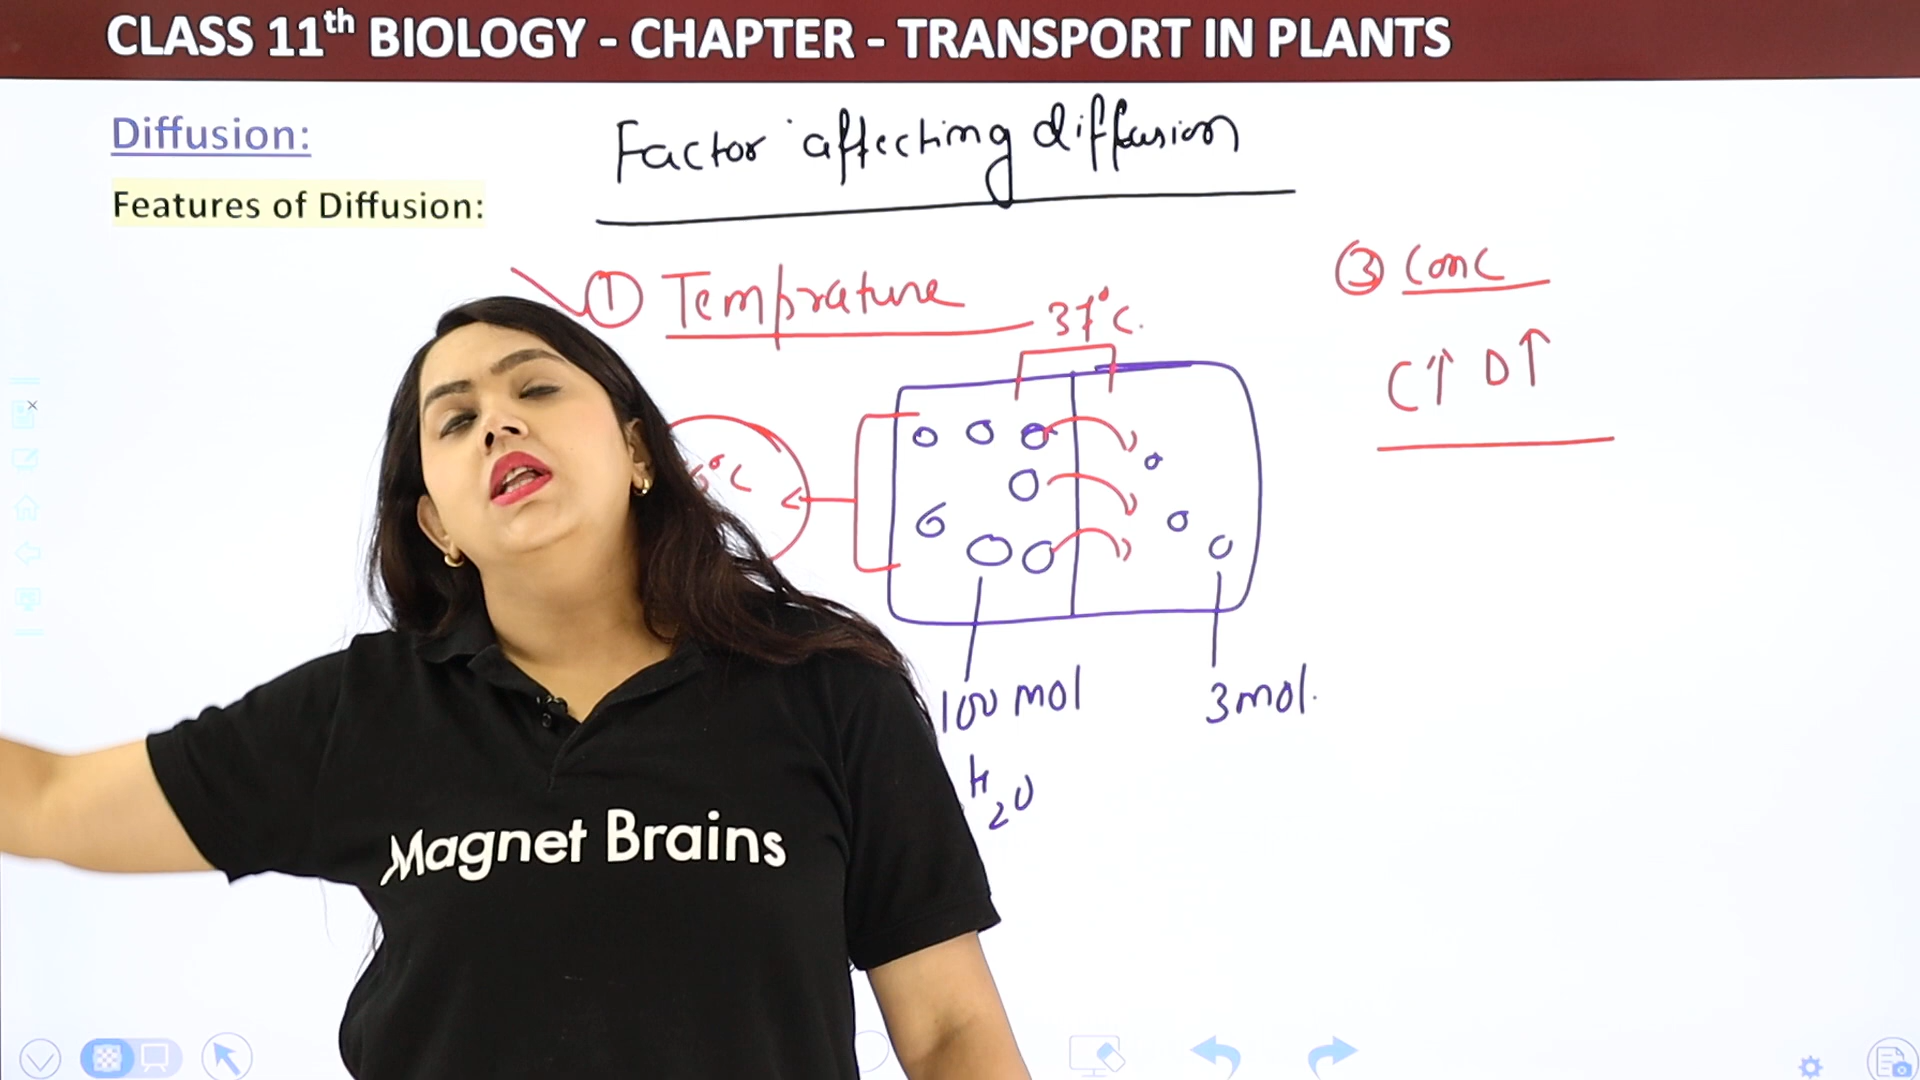 CLASS 11th BIOLOGY - CHAPTER - TRANSPORT IN PLANTS
Diffusion:
Factor affecting diffusion
Features of Diffusion:
① Temprature
37°C.
③ Conc
C↑ D↑
°C
100 mol
3 mol.
H2O
Magnet Brains